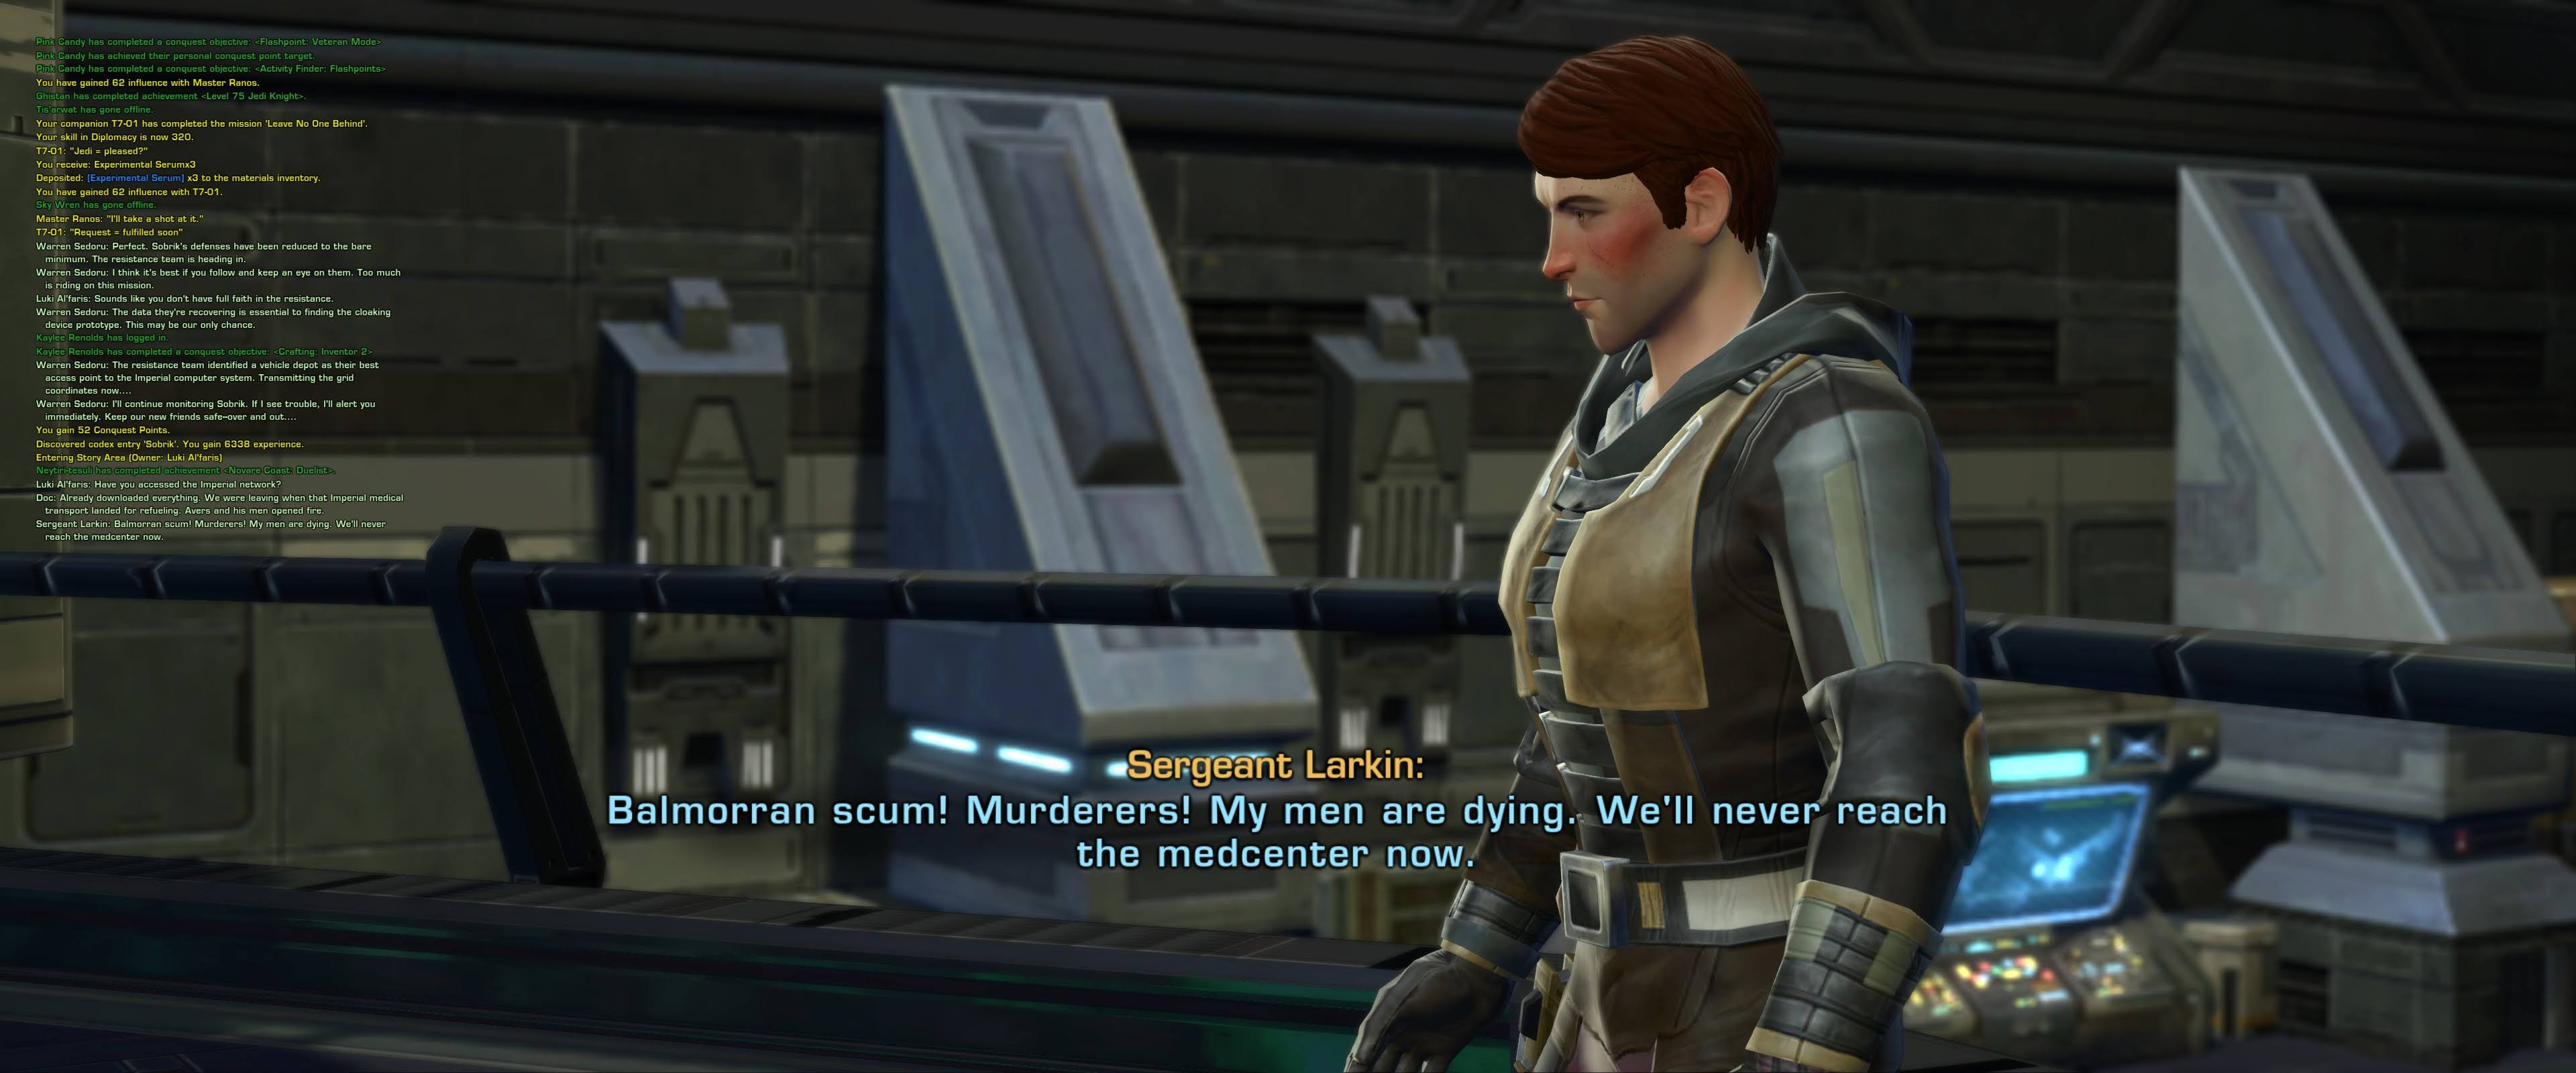 Pink Candy has completed a conquest objective: <Flashpoint: Veteran Mode>
Pink Candy has achieved their personal conquest point target.
Pink Candy has completed a conquest objective: <Activity Finder: Flashpoints>
You have gained 62 influence with Master Ranos.
Ghistan has completed achievement <Level 75 Jedi Knight>.
Tis'arwat has gone offline.
Your companion T7-01 has completed the mission 'Leave No One Behind'.
Your skill in Diplomacy is now 320.
T7-01: "Jedi = pleased?"
You receive: Experimental Serumx3
Deposited: [Experimental Serum] x3 to the materials inventory.
You have gained 62 influence with T7-01.
Sky Wren has gone offline.
Master Ranos: "I'll take a shot at it."
T7-01: "Request = fulfilled soon"
Warren Sedoru: Perfect. Sobrik's defenses have been reduced to the bare
minimum. The resistance team is heading in.
Warren Sedoru: I think it's best if you follow and keep an eye on them. Too much
is riding on this mission.
Luki Al'faris: Sounds like you don't have full faith in the resistance.
Warren Sedoru: The data they're recovering is essential to finding the cloaking
device prototype. This may be our only chance.
Kaylee Renolds has logged in.
Kaylee Renolds has completed a conquest objective: <Crafting: Inventor 2>
Warren Sedoru: The resistance team identified a vehicle depot as their best
access point to the Imperial computer system. Transmitting the grid
coordinates now....
Warren Sedoru: I'll continue monitoring Sobrik. If I see trouble, I'll alert you
immediately. Keep our new friends safe–over and out....
You gain 52 Conquest Points.
Discovered codex entry 'Sobrik'. You gain 6338 experience.
Entering Story Area (Owner: Luki Al'faris)
Neytiri-tesuli has completed achievement <Novare Coast: Duelist>.
Luki Al'faris: Have you accessed the Imperial network?
Doc: Already downloaded everything. We were leaving when that Imperial medical
transport landed for refueling. Avers and his men opened fire.
Sergeant Larkin: Balmorran scum! Murderers! My men are dying. We'll never
reach the medcenter now.
Sergeant Larkin:
Balmorran scum! Murderers! My men are dying. We'll never reach
the medcenter now.